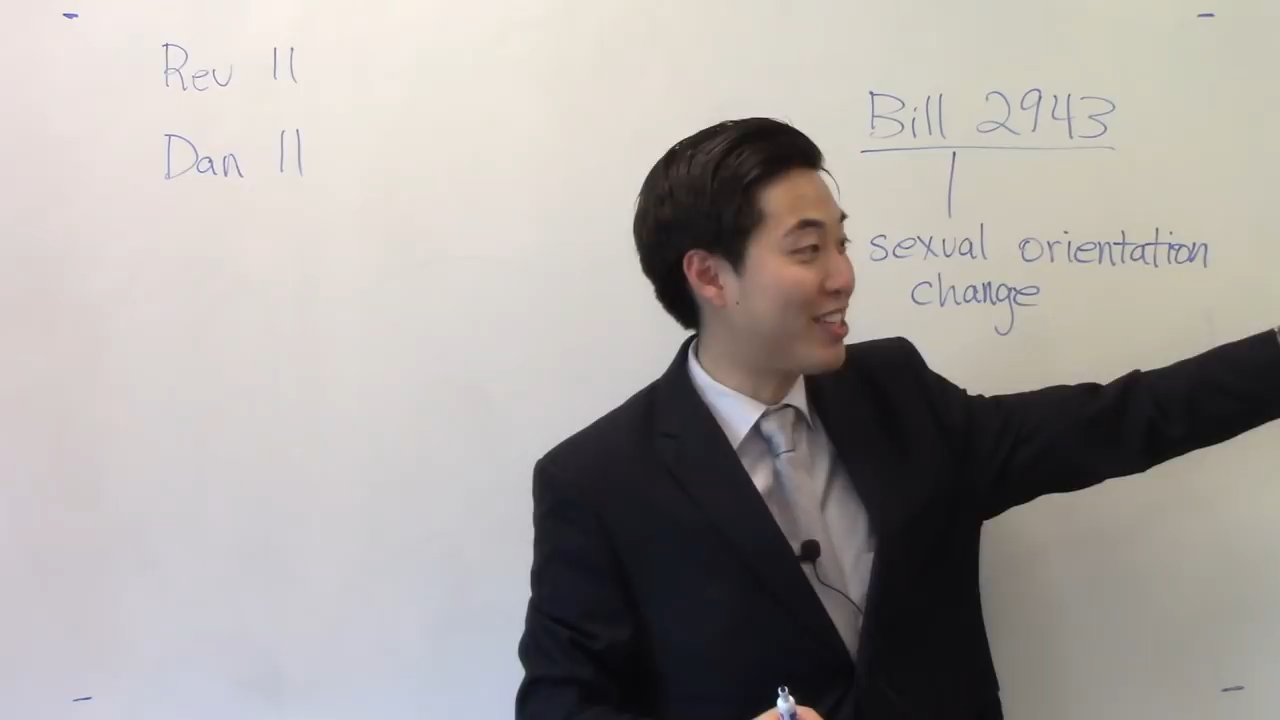 Rev 11
Dan 11
Bill 2943
sexual orientation
change